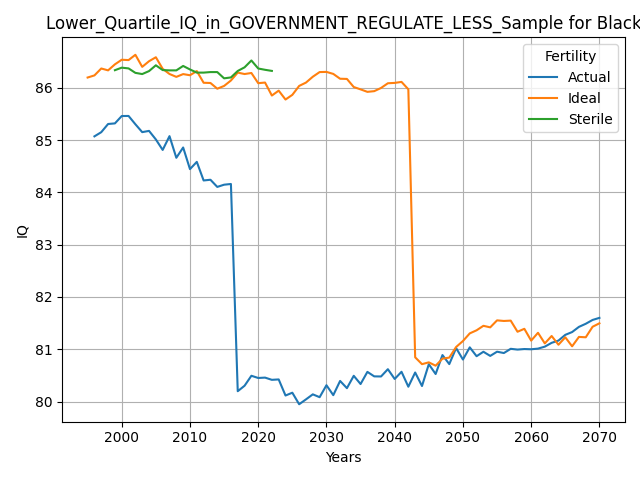 Lower_Quartile_IQ_in_GOVERNMENT_REGULATE_LESS_Sample for Black
Fertility
Actual
Ideal
Sterile
IQ
86
85
84
83
82
81
80
2000
2010
2020
2030
2040
2050
2060
2070
Years